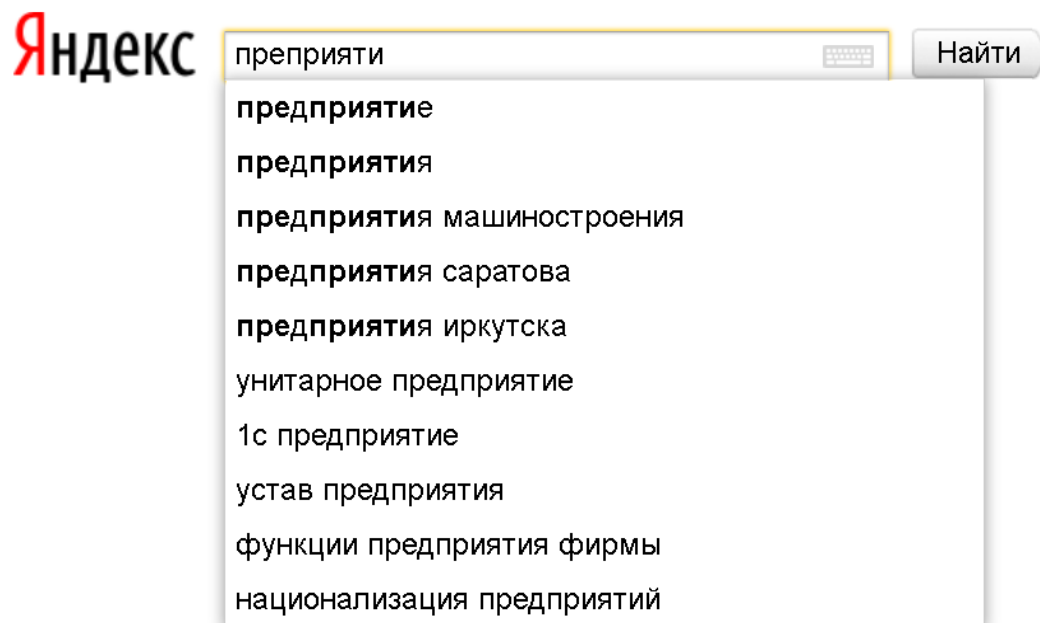 Яндекс
преприяти
Найти
предприятие
предприятия
предприятия машиностроения
предприятия саратова
предприятия иркутска
унитарное предприятие
1с предприятие
устав предприятия
функции предприятия фирмы
национализация предприятий